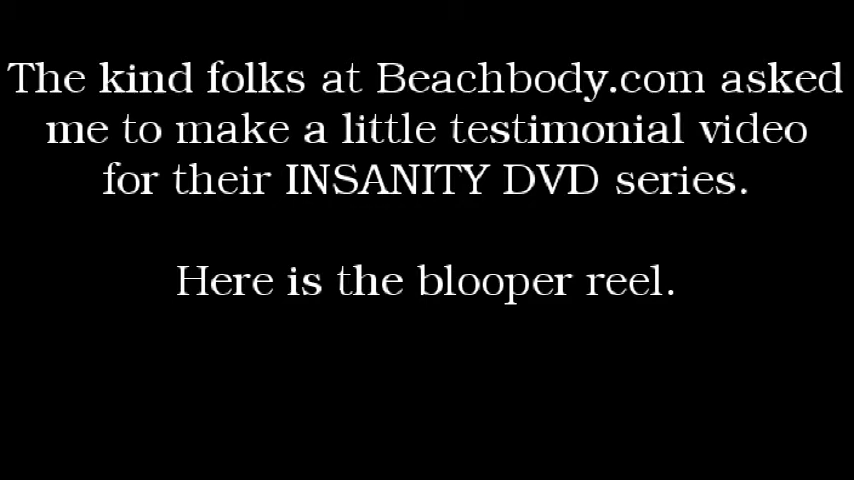 The kind folks at Beachbody.com asked
me to make a little testimonial video
for their INSANITY DVD series.
Here is the blooper reel.